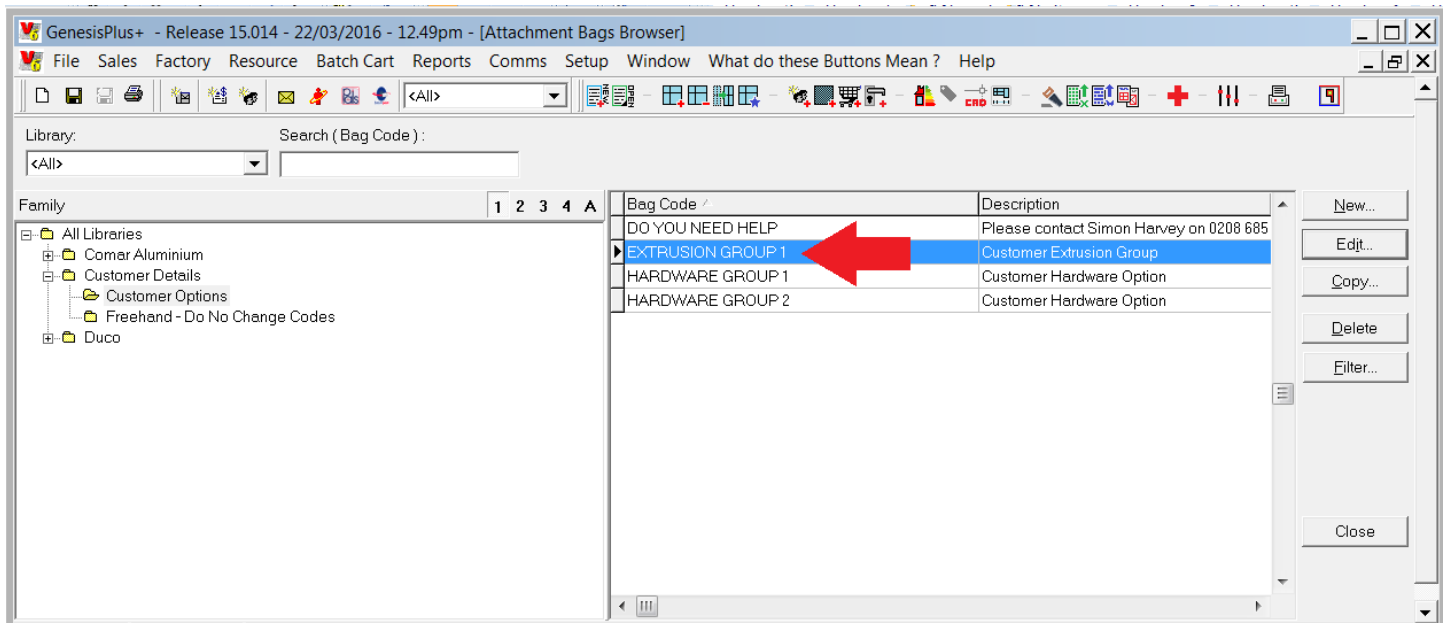 GenesisPlus+ - Release 15.014 - 22/03/2016 - 12.49pm - [Attachment Bags Browser]
File Sales Factory Resource Batch Cart Reports Comms Setup Window What do these Buttons Mean ? Help
<All>
CAD
Library: Search ( Bag Code ) :
<All>
Family 1 2 3 4 A
All Libraries
Comar Aluminium
Customer Details
Customer Options
Freehand - Do No Change Codes
Duco
Bag Code Description
DO YOU NEED HELP Please contact Simon Harvey on 0208 685
EXTRUSION GROUP 1 Customer Extrusion Group
HARDWARE GROUP 1 Customer Hardware Option
HARDWARE GROUP 2 Customer Hardware Option
New...
Edit...
Copy...
Delete
Filter...
Close